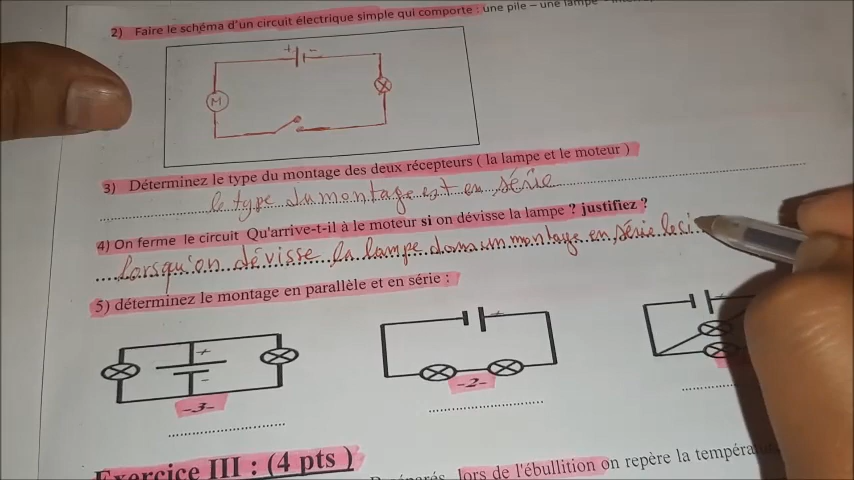 2) Faire le schéma d'un circuit électrique simple qui comporte : une pile – une lampe –
+ -
M
3) Déterminez le type du montage des deux récepteurs ( la lampe et le moteur )
le type du montage est en série
4) On ferme le circuit Qu'arrive-t-il à le moteur si on dévisse la lampe ? justifiez ?
Lorsqu'on dévisse la lampe dans un montage en série le ci
5) déterminez le montage en parallèle et en série :
+
-
-3-
+
-2-
+
Exercice III : (4 pts )
lors de l'ébullition on repère la température